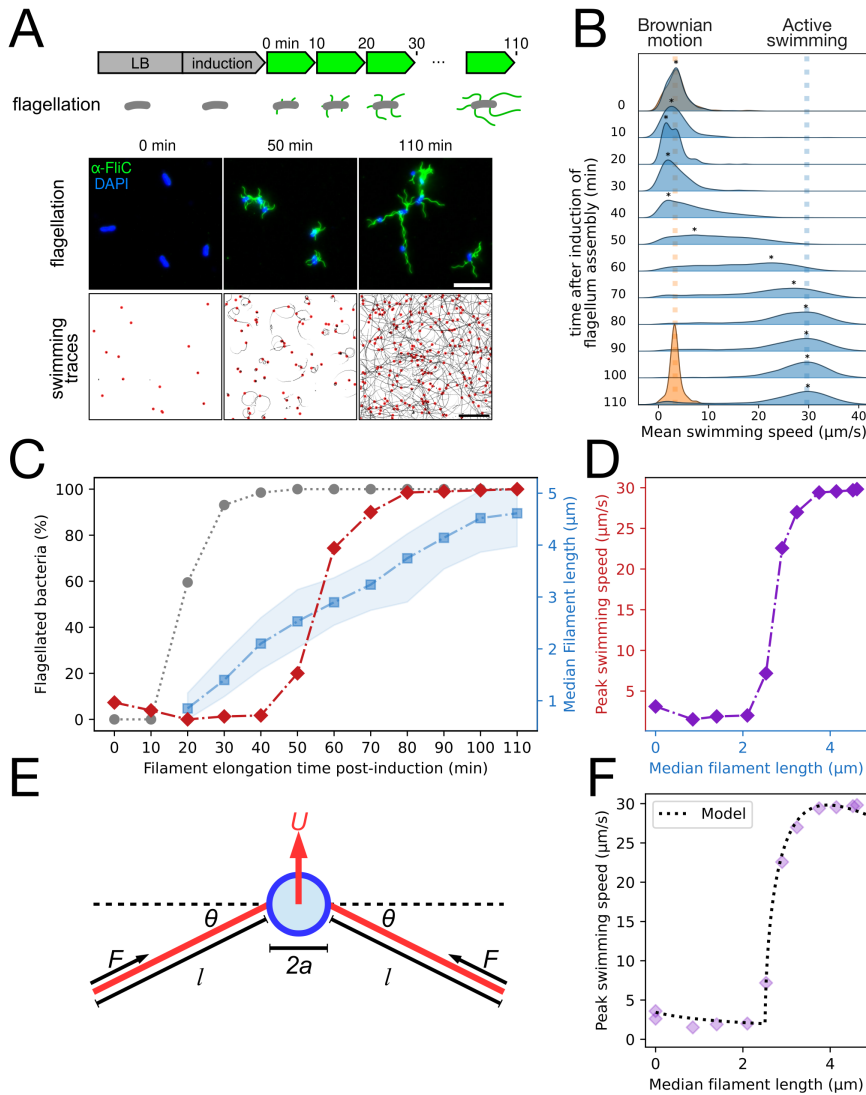 A
0 min
10
20
30
...
110
LB
induction
flagellation
0 min
50 min
110 min
α-FliC
DAPI
flagellation
swimming
traces
B
Brownian
motion
Active
swimming
0
10
20
30
40
50
60
70
80
90
100
110
time after induction of
flagellum assembly (min)
*
*
*
*
*
*
*
*
*
*
*
*
0
10
20
30
40
Mean swimming speed (μm/s)
C
100
80
60
40
20
0
Flagellated bacteria (%)
5
4
3
2
1
Median Filament length (μm)
0 10 20 30 40 50 60 70 80 90 100 110
Filament elongation time post-induction (min)
D
30
25
20
15
10
5
Peak swimming speed (μm/s)
0 2 4
Median filament length (μm)
E
U
θ
θ
F
F
l
2a
l
F
30
25
20
15
10
5
0
Peak swimming speed (μm/s)
Model
0 2 4
Median filament length (μm)